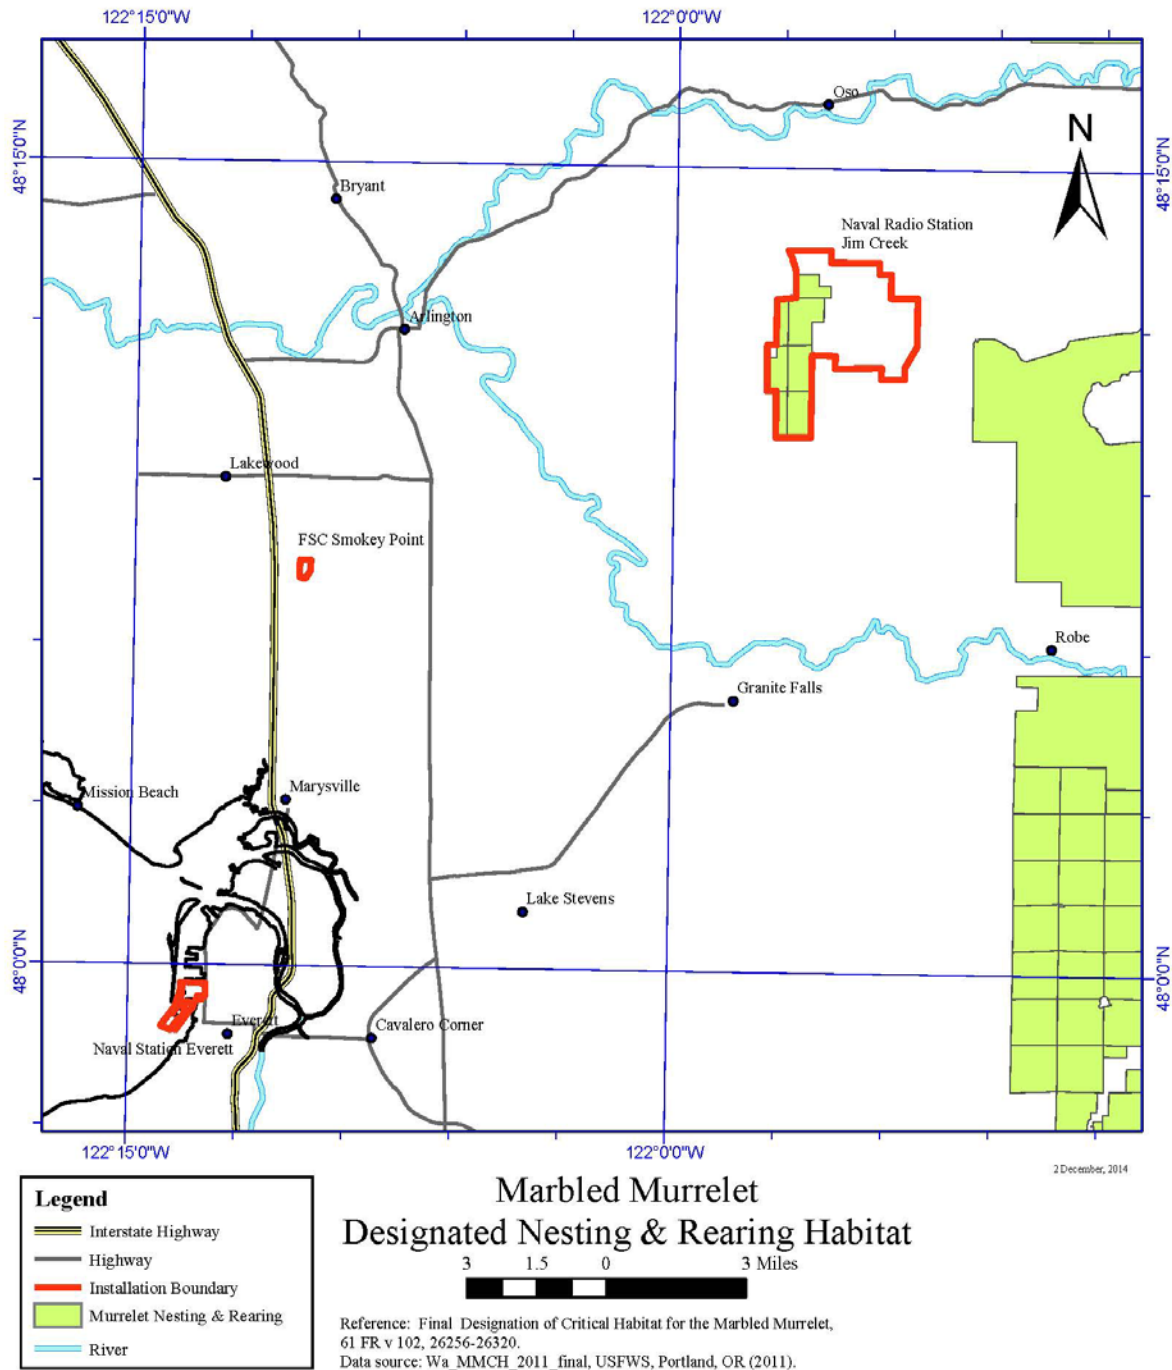 122°15'0"W
122°0'0"W
48°15'0"N
48°15'0"N
Oso
N
Bryant
Naval Radio Station
Jim Creek
Arlington
Lakewood
FSC Smokey Point
Robe
Granite Falls
Marysville
Mission Beach
Lake Stevens
48°0'0"N
48°0'0"N
Everett
Cavalero Corner
Naval Station Everett
122°15'0"W
122°0'0"W
2 December, 2014
Legend
Interstate Highway
Highway
Installation Boundary
Murrelet Nesting & Rearing
River
Marbled Murrelet
Designated Nesting & Rearing Habitat
3 1.5 0 3 Miles
Reference: Final Designation of Critical Habitat for the Marbled Murrelet,
61 FR v 102, 26256-26320.
Data source: Wa_MMCH_2011_final, USFWS, Portland, OR (2011).